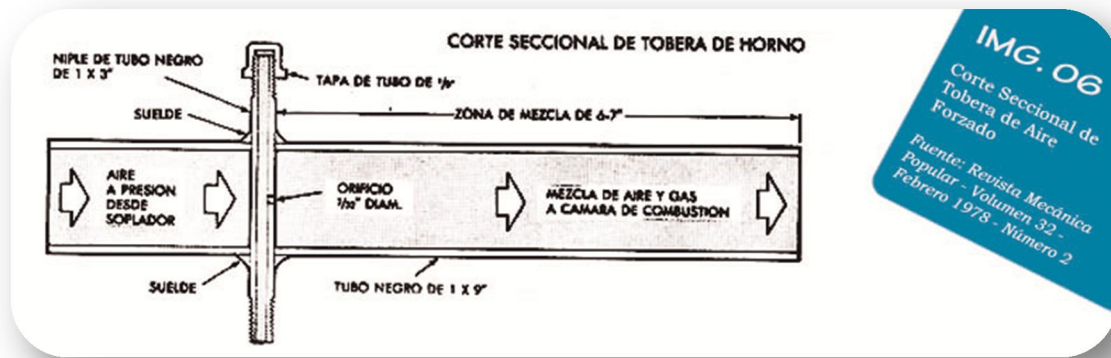 CORTE SECCIONAL DE TOBERA DE HORNO
NIPLE DE TUBO NEGRO
DE 1 X 3"
TAPA DE TUBO DE
SUELDE
ZONA DE MEZCLA DE 6-7"
AIRE
A PRESION
DESDE
SOPLADOR
ORIFICIO
DIAM.
MEZCLA DE AIRE Y GAS
A CAMARA DE COMBUSTION
SUELDE
TUBO NEGRO DE 1 X 9"
IMG. 06
Corte Seccional de
Tobera de Aire
Forzado
Fuente: Revista Mecánica
Popular - Volumen 32 -
Febrero 1978 - Número 2